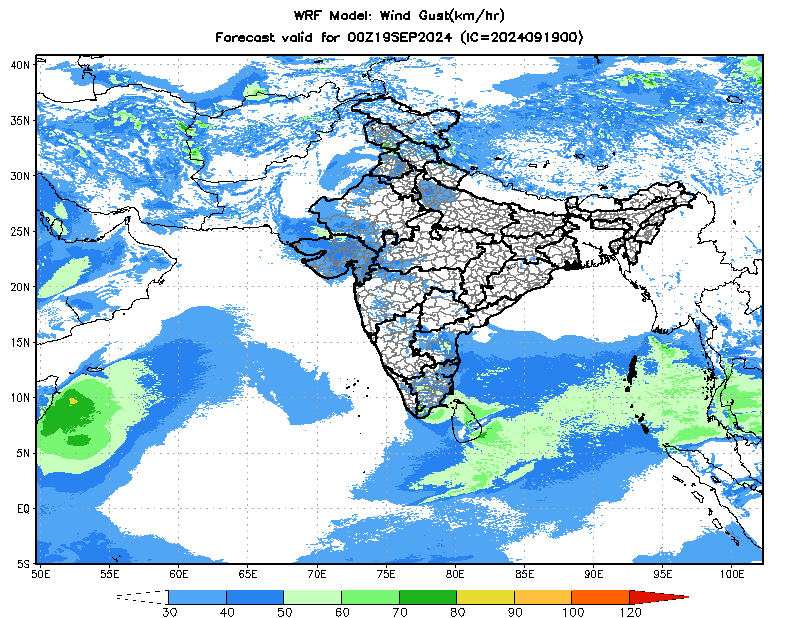 WRF Model: Wind Gust(km/hr)
Forecast valid for 00Z19SEP2024 (IC=2024091900)
40N
35N
30N
25N
20N
15N
10N
5N
EQ
5S
50E 55E 60E 65E 70E 75E 80E 85E 90E 95E 100E
30 40 50 60 70 80 90 100 120